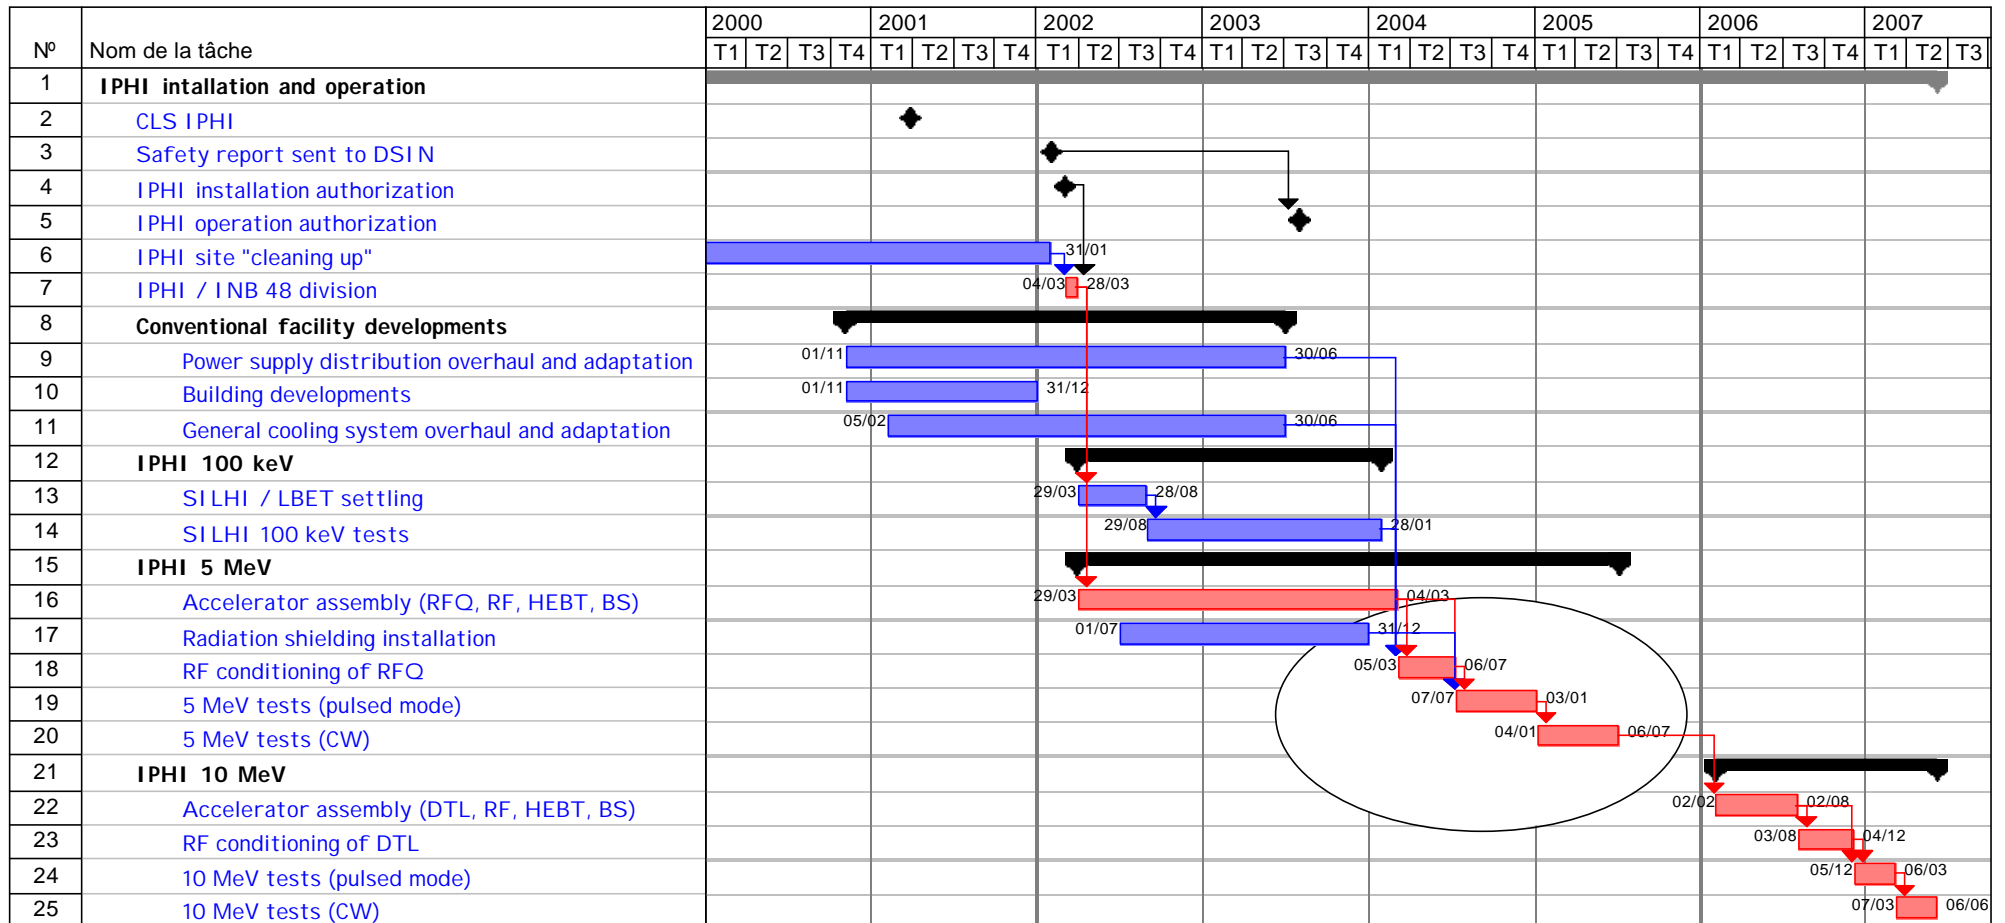 2000 2001 2002 2003 2004 2005 2006 2007
Nº Nom de la tâche T1 T2 T3 T4 T1 T2 T3 T4 T1 T2 T3 T4 T1 T2 T3 T4 T1 T2 T3 T4 T1 T2 T3 T4 T1 T2 T3 T4 T1 T2 T3
1 IPHI intallation and operation
2 CLS IPHI
3 Safety report sent to DSIN
4 IPHI installation authorization
5 IPHI operation authorization
6 IPHI site "cleaning up" 31/01
7 IPHI / INB 48 division 04/03 28/03
8 Conventional facility developments
9 Power supply distribution overhaul and adaptation 01/11 30/06
10 Building developments 01/11 31/12
11 General cooling system overhaul and adaptation 05/02 30/06
12 IPHI 100 keV
13 SILHI / LBET settling 29/03 28/08
14 SILHI 100 keV tests 29/08 28/01
15 IPHI 5 MeV
16 Accelerator assembly (RFQ, RF, HEBT, BS) 29/03 04/03
17 Radiation shielding installation 01/07 31/12
18 RF conditioning of RFQ 05/03 06/07
19 5 MeV tests (pulsed mode) 07/07 03/01
20 5 MeV tests (CW) 04/01 06/07
21 IPHI 10 MeV
22 Accelerator assembly (DTL, RF, HEBT, BS) 02/02 02/08
23 RF conditioning of DTL 03/08 04/12
24 10 MeV tests (pulsed mode) 05/12 06/03
25 10 MeV tests (CW) 07/03 06/06